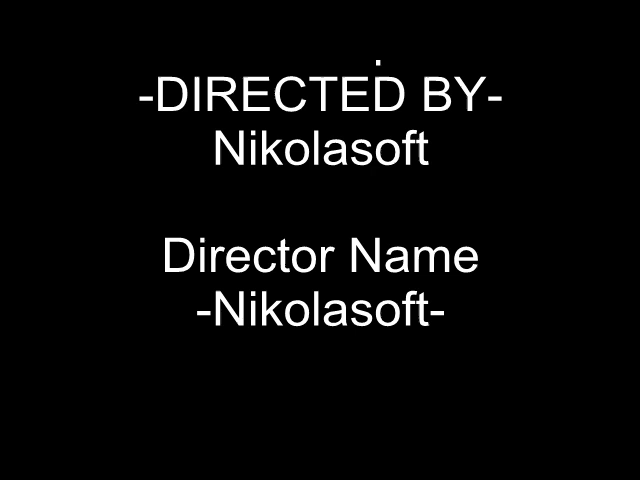 .
-DIRECTED BY-
Nikolasoft
Director Name
-Nikolasoft-